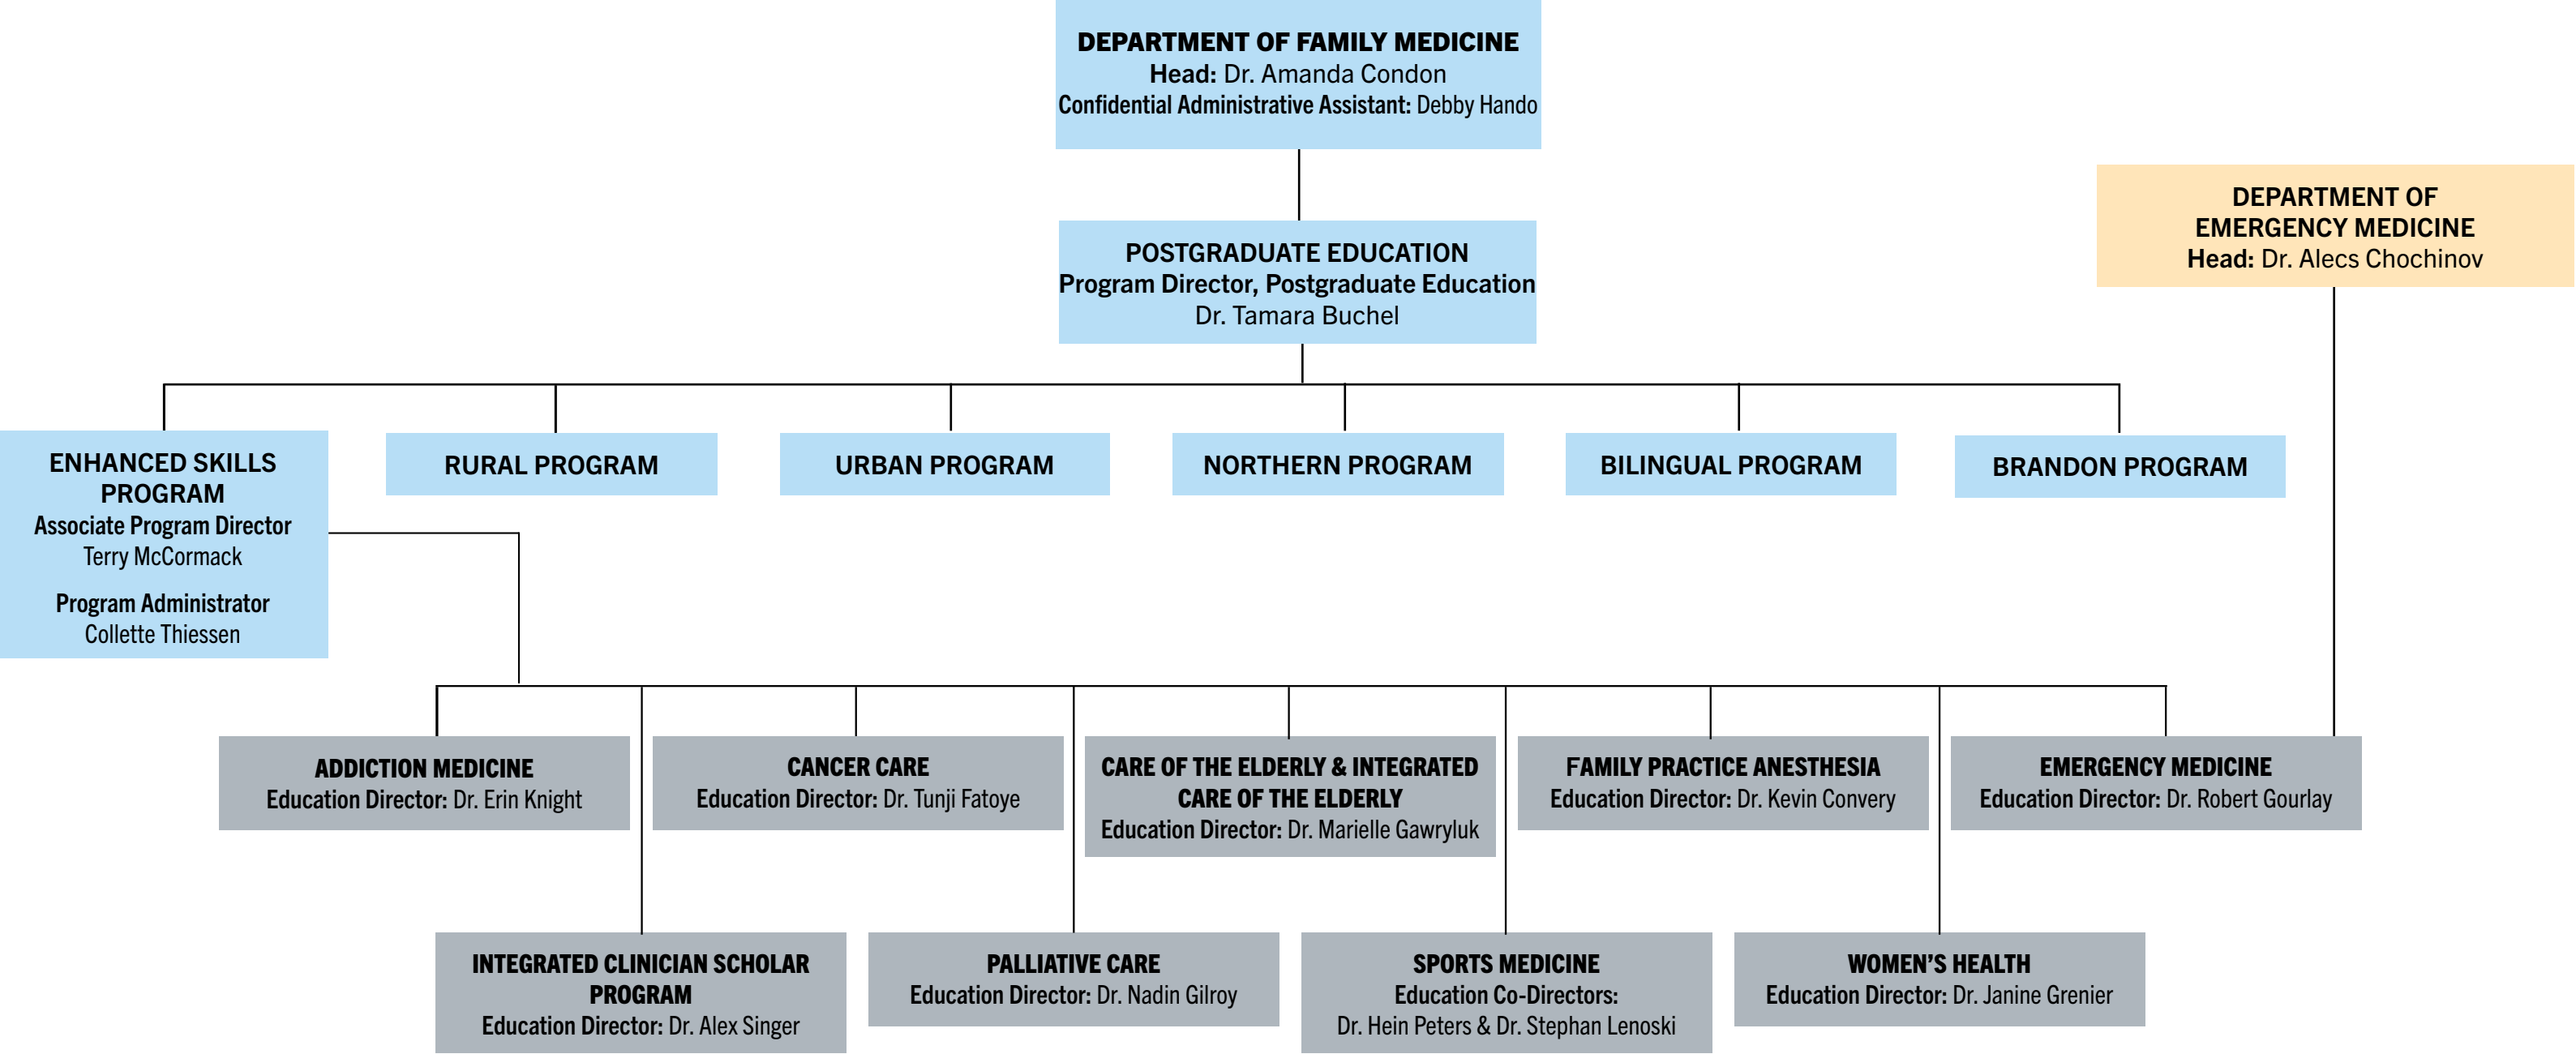 DEPARTMENT OF FAMILY MEDICINE
Head: Dr. Amanda Condon
Confidential Administrative Assistant: Debby Hando
DEPARTMENT OF
EMERGENCY MEDICINE
Head: Dr. Alecs Chochinov
POSTGRADUATE EDUCATION
Program Director, Postgraduate Education
Dr. Tamara Buchel
ENHANCED SKILLS
PROGRAM
Associate Program Director
Terry McCormack
Program Administrator
Collette Thiessen
RURAL PROGRAM
URBAN PROGRAM
NORTHERN PROGRAM
BILINGUAL PROGRAM
BRANDON PROGRAM
ADDICTION MEDICINE
Education Director: Dr. Erin Knight
CANCER CARE
Education Director: Dr. Tunji Fatoye
CARE OF THE ELDERLY & INTEGRATED
CARE OF THE ELDERLY
Education Director: Dr. Marielle Gawryluk
FAMILY PRACTICE ANESTHESIA
Education Director: Dr. Kevin Convery
EMERGENCY MEDICINE
Education Director: Dr. Robert Gourlay
INTEGRATED CLINICIAN SCHOLAR
PROGRAM
Education Director: Dr. Alex Singer
PALLIATIVE CARE
Education Director: Dr. Nadin Gilroy
SPORTS MEDICINE
Education Co-Directors:
Dr. Hein Peters & Dr. Stephan Lenoski
WOMEN’S HEALTH
Education Director: Dr. Janine Grenier